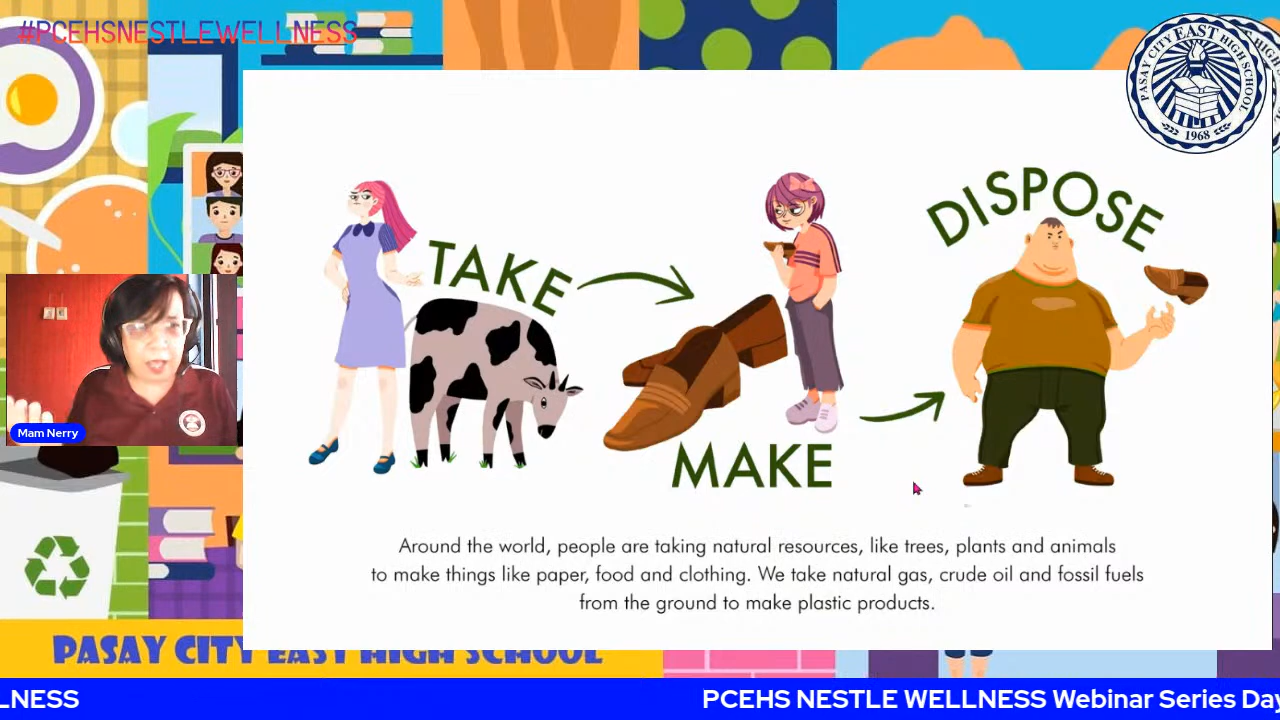 #PCEHSNESTLEWELLNESS
PASAY CITY EAST HIGH SCHOOL
1968
TAKE
DISPOSE
MAKE
Mam Nerry
Around the world, people are taking natural resources, like trees, plants and animals
to make things like paper, food and clothing. We take natural gas, crude oil and fossil fuels
from the ground to make plastic products.
PASAY CITY EAST HIGH SCHOOL
LNESS
PCEHS NESTLE WELLNESS Webinar Series Day